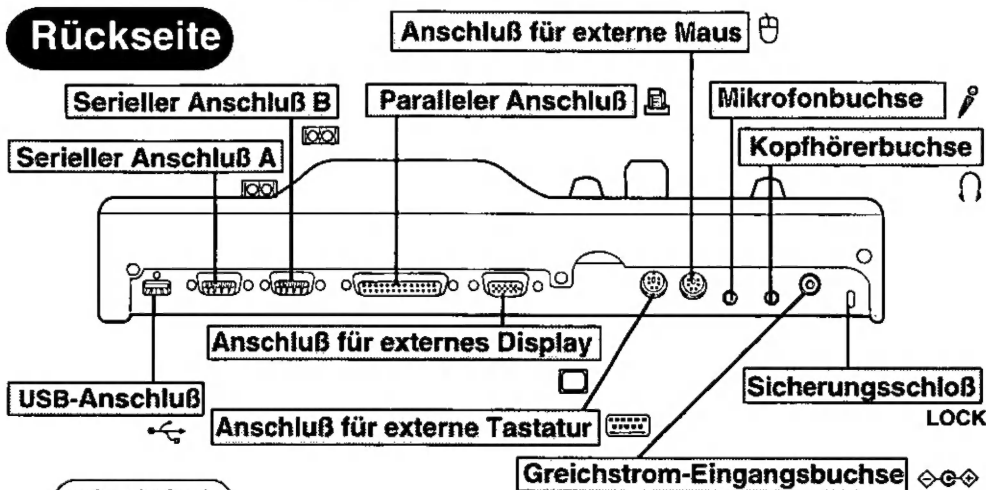 Rückseite
Anschluß für externe Maus
Serieller Anschluß B
Paralleler Anschluß
Mikrofonbuchse
Serieller Anschluß A
Kopfhörerbuchse
Anschluß für externes Display
USB-Anschluß
Sicherungsschloß
LOCK
Anschluß für externe Tastatur
Greichstrom-Eingangsbuchse